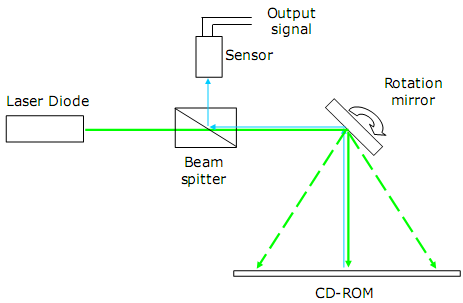 Output
signal
Sensor
Rotation
mirror
Laser Diode
Beam
spitter
CD-ROM